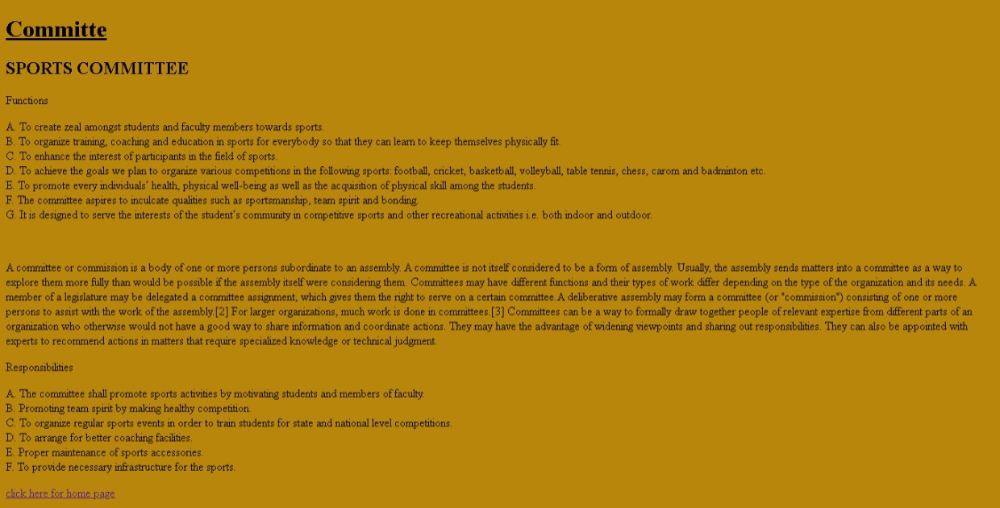 Committe
SPORTS COMMITTEE
Functions
A. To create zeal amongst students and faculty members towards sports.
B. To organize training, coaching and education in sports for everybody so that they can learn to keep themselves physically fit.
C. To enhance the interest of participants in the field of sports.
D. To achieve the goals we plan to organize various competitions in the following sports: football, cricket, basketball, volleyball, table tennis, chess, carom and badminton etc.
E. To promote every individuals’ health, physical well-being as well as the acquisition of physical skill among the students.
F. The committee aspires to inculcate qualities such as sportsmanship, team spirit and bonding.
G. It is designed to serve the interests of the student’s community in competitive sports and other recreational activities i.e. both indoor and outdoor.
A committee or commission is a body of one or more persons subordinate to an assembly. A committee is not itself considered to be a form of assembly. Usually, the assembly sends matters into a committee as a way to
explore them more fully than would be possible if the assembly itself were considering them. Committees may have different functions and their types of work differ depending on the type of the organization and its needs. A
member of a legislature may be delegated a committee assignment, which gives them the right to serve on a certain committee.A deliberative assembly may form a committee (or "commission") consisting of one or more
persons to assist with the work of the assembly.[2] For larger organizations, much work is done in committees.[3] Committees can be a way to formally draw together people of relevant expertise from different parts of an
organization who otherwise would not have a good way to share information and coordinate actions. They may have the advantage of widening viewpoints and sharing out responsibilities. They can also be appointed with
experts to recommend actions in matters that require specialized knowledge or technical judgment.
Responsibilities
A. The committee shall promote sports activities by motivating students and members of faculty.
B. Promoting team spirit by making healthy competition.
C. To organize regular sports events in order to train students for state and national level competitions.
D. To arrange for better coaching facilities.
E. Proper maintenance of sports accessories.
F. To provide necessary infrastructure for the sports.
click here for home page